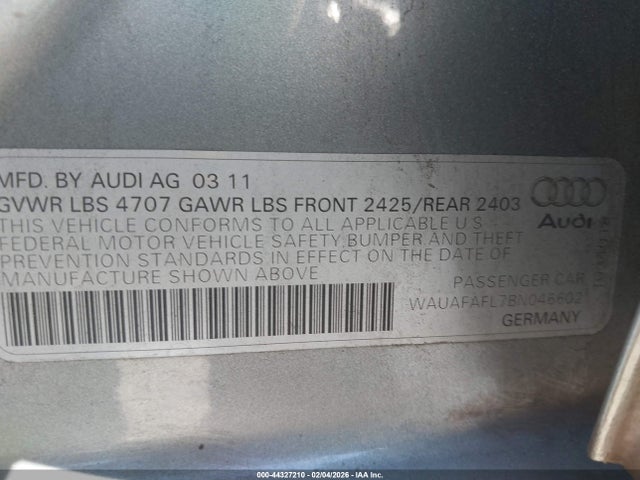 MFD. BY AUDI AG 03 11
GVWR LBS 4707 GAWR LBS FRONT 2425/REAR 2403
THIS VEHICLE CONFORMS TO ALL APPLICABLE U S
FEDERAL MOTOR VEHICLE SAFETY, BUMPER AND THEFT
PREVENTION STANDARDS IN EFFECT ON THE DATE OF
MANUFACTURE SHOWN ABOVE
Audi
PASSENGER CAR
WAUAFAFL7BN046602
GERMANY
000-44327210 - 02/04/2026 - IAA Inc.